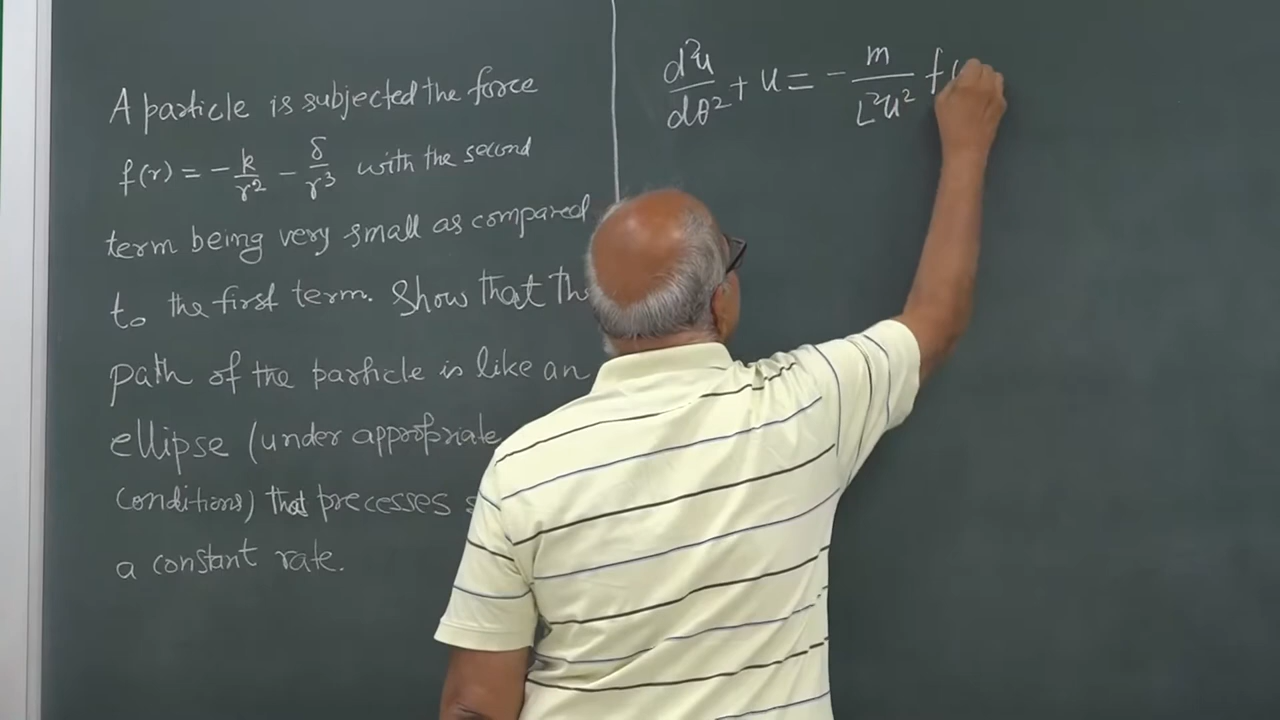 A particle is subjected the force
f(r) = -k/r² - δ/r³ with the second
term being very small as compared
to the first term. Show that
path of the particle is like an
ellipse (under appropriate
conditions) that precesses
a constant rate.
d²u/dθ² + u = - m/L²u² f(